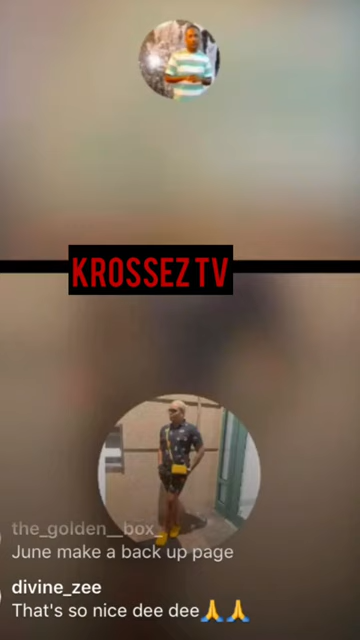 KROSSEZ TV
the_golden__box
June make a back up page
divine_zee
That's so nice dee dee🙏🙏